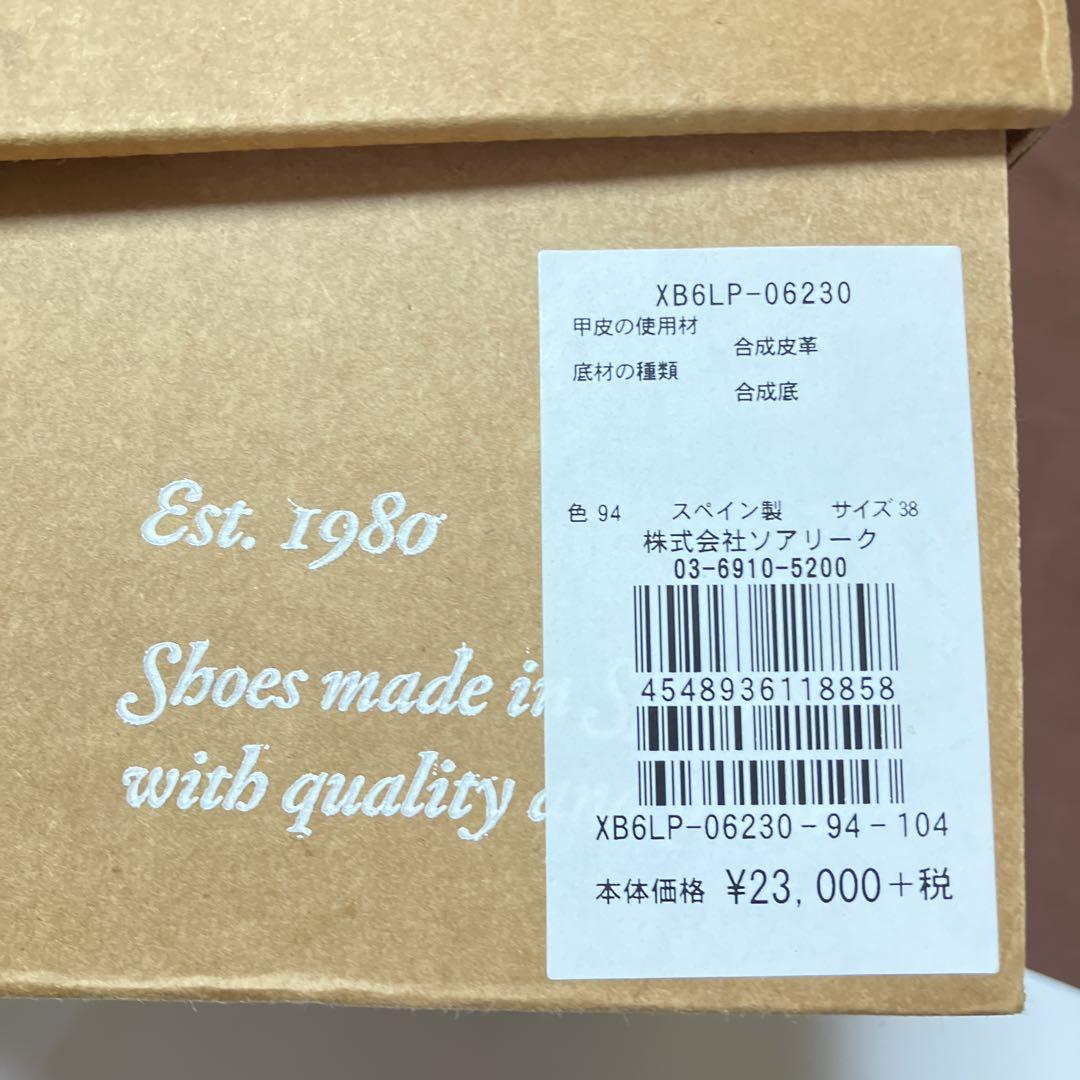 Est. 1980
Shoes made in S
with quality an
XB6LP-06230
甲皮の使用材
合成皮革
底材の種類
合成底
色 94 スペイン製 サイズ 38
株式会社ソアリーク
03-6910-5200
4548936118858
XB6LP-06230-94-104
本体価格 ¥23,000+税